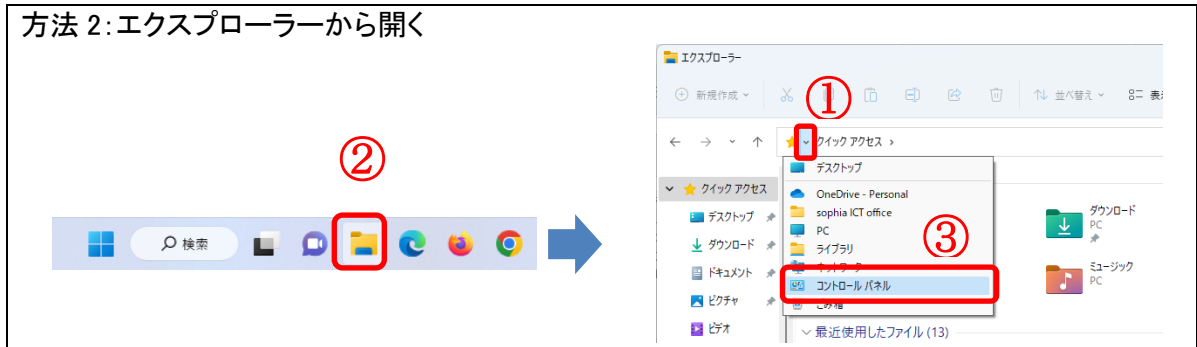 方法 2：エクスプローラーから開く
②
検索
エクスプローラー
①
新規作成
並べ替え
クイック アクセス
デスクトップ
OneDrive - Personal
sophia ICT office
PC
ライブラリ
③
コントロール パネル
ごみ箱
クイック アクセス
デスクトップ
ダウンロード
ドキュメント
ピクチャ
ビデオ
ダウンロード
PC
ミュージック
PC
最近使用したファイル (13)